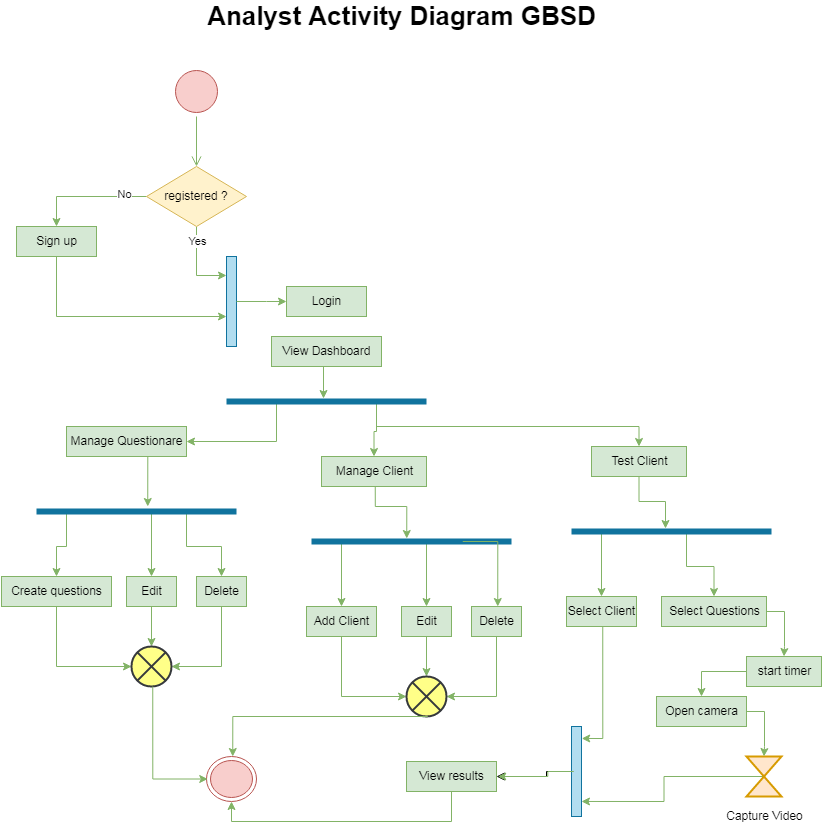 Analyst Activity Diagram GBSD
registered ?
No
Yes
Sign up
Login
View Dashboard
Manage Questionare
Manage Client
Test Client
Create questions
Edit
Delete
Add Client
Edit
Delete
Select Client
Select Questions
start timer
Open camera
View results
Capture Video